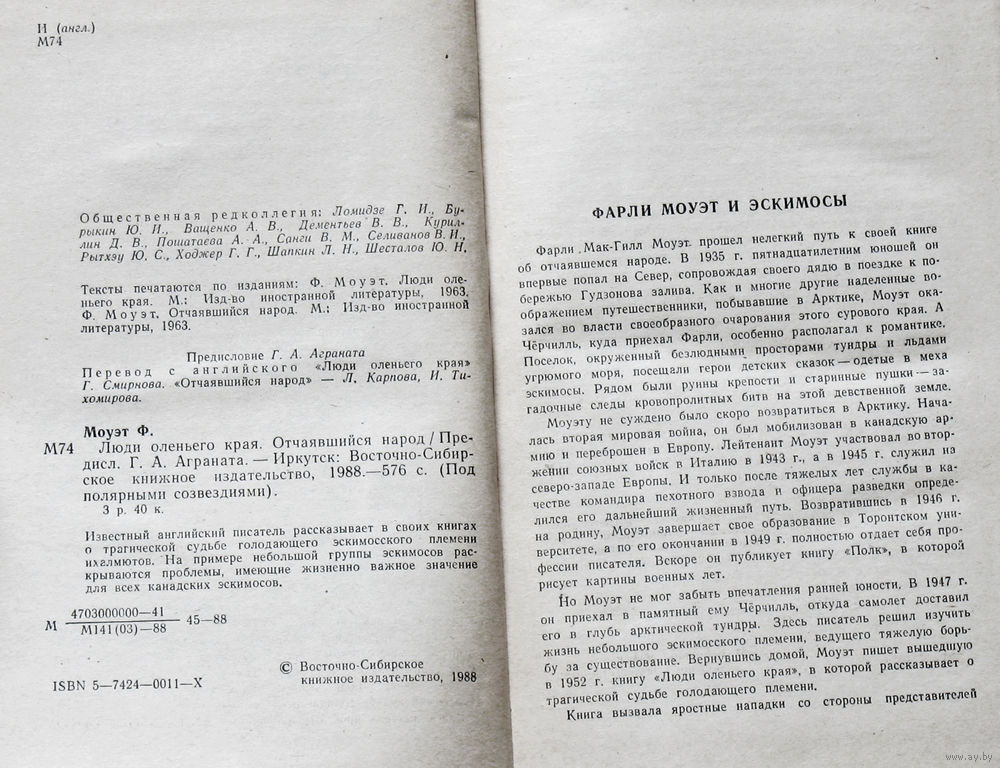 И (англ.)
М74
Общественная редколлегия: Ломидзе Г. И., Бу-
рыкин Ю. И., Ващенко А. В., Дементьев В. В., Курил-
лин Д. В., Пошатаева А. А., Санги В. М., Селиванов В. И.,
Рытхэу Ю. С., Ходжер Г. Г., Шапкин Л. Н., Шесталов Ю. Н.
Тексты печатаются по изданиям: Ф. Моуэт. Люди оле-
ньего края. М.: Изд-во иностранной литературы, 1963.
Ф. Моуэт. Отчаявшийся народ. М.: Изд-во иностранной
литературы, 1963.
Предисловие Г. А. Аграната
Перевод с английского «Люди оленьего края»
Г. Смирнова. «Отчаявшийся народ» — Л. Карпова, И. Ти-
хомирова.
Моуэт Ф.
М74 Люди оленьего края. Отчаявшийся народ / Пре-
дисл. Г. А. Аграната. — Иркутск: Восточно-Сибир-
ское книжное издательство, 1988.—576 с. (Под
полярными созвездиями).
3 р. 40 к.
Известный английский писатель рассказывает в своих книгах
о трагической судьбе голодающего эскимосского племени
ихалмютов. На примере небольшой группы эскимосов рас-
крываются проблемы, имеющие жизненно важное значение
для всех канадских эскимосов.
4703000000—41
М 45—88
М141(03)—88
© Восточно-Сибирское
книжное издательство, 1988
ISBN 5—7424—0011—X
ФАРЛИ МОУЭТ И ЭСКИМОСЫ
Фарли Мак-Гилл Моуэт прошел нелегкий путь к своей книге
об отчаявшемся народе. В 1935 г. пятнадцатилетним юношей он
впервые попал на Север, сопровождая своего дядю в поездке к по-
бережью Гудзонова залива. Как и многие другие наделенные во-
ображением путешественники, побывавшие в Арктике, Моуэт ока-
зался во власти своеобразного очарования этого сурового края. А
Чёрчилль, куда приехал Фарли, особенно располагал к романтике.
Поселок, окруженный безлюдными просторами тундры и льдами
угрюмого моря, посещали герои детских сказок — одетые в меха
эскимосы. Рядом были руины крепости и старинные пушки — за-
гадочные следы кровопролитных битв на этой девственной земле.
Моуэту не суждено было скоро возвратиться в Арктику. Нача-
лась вторая мировая война, он был мобилизован в канадскую ар-
мию и переброшен в Европу. Лейтенант Моуэт участвовал во втор-
жении союзных войск в Италию в 1943 г., а в 1945 г. служил на
северо-западе Европы. И только после тяжелых лет службы в ка-
честве командира пехотного взвода и офицера разведки опреде-
лился его дальнейший жизненный путь. Возвратившись в 1946 г.
на родину, Моуэт завершает свое образование в Торонтском уни-
верситете, а по его окончании в 1949 г. полностью отдает себя про-
фессии писателя. Вскоре он публикует книгу «Полк», в которой
рисует картины военных лет.
Но Моуэт не мог забыть впечатления ранней юности. В 1947 г.
он приехал в памятный ему Чёрчилль, откуда самолет доставил
его в глубь арктической тундры. Здесь писатель решил изучить
жизнь небольшого эскимосского племени, ведущего тяжелую борь-
бу за существование. Вернувшись домой, Моуэт пишет вышедшую
в 1952 г. книгу «Люди оленьего края», в которой рассказывает о
трагической судьбе голодающего племени.
Книга вызвала яростные нападки со стороны представителей
www.ay.by